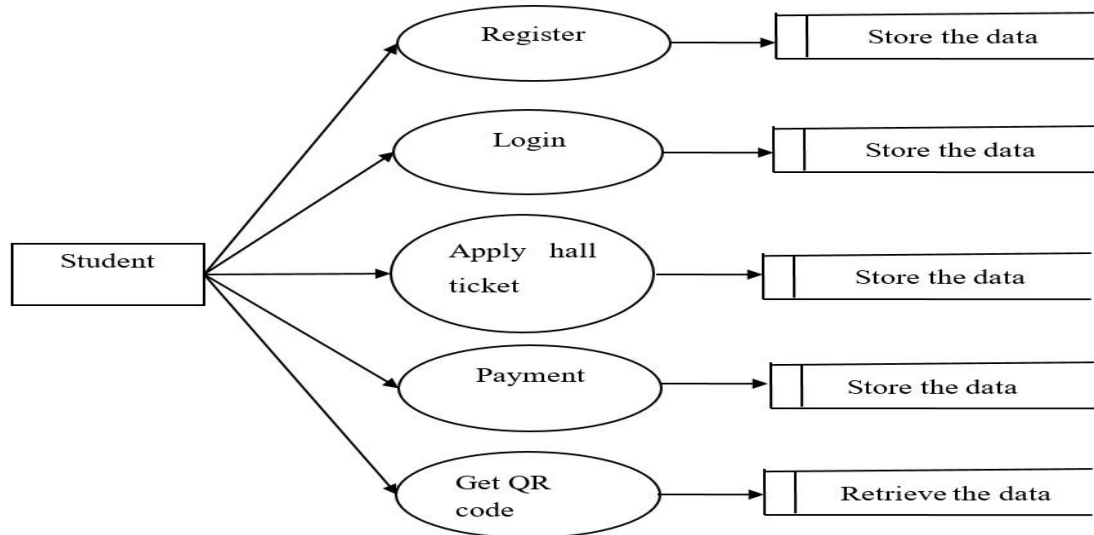 Register
Store the data
Login
Store the data
Student
Apply hall
ticket
Store the data
Payment
Store the data
Get QR
code
Retrieve the data